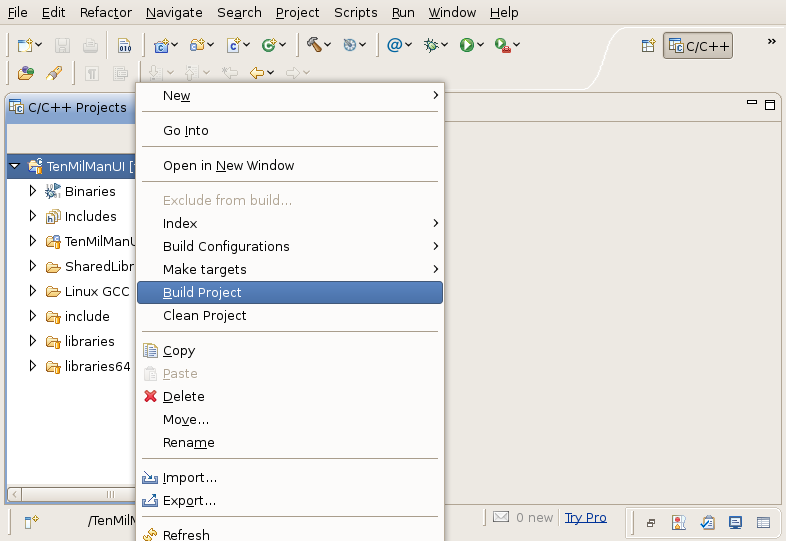 File Edit Refactor Navigate Search Project Scripts Run Window Help
C/C++
»
C/C++ Projects
TenMilManUI [
Binaries
Includes
TenMilManU
SharedLibr
Linux GCC
include
libraries
libraries64
New
Go Into
Open in New Window
Exclude from build...
Index
Build Configurations
Make targets
Build Project
Clean Project
Copy
Paste
Delete
Move...
Rename
Import...
Export...
Refresh
/TenMilM
0 new Try Pro